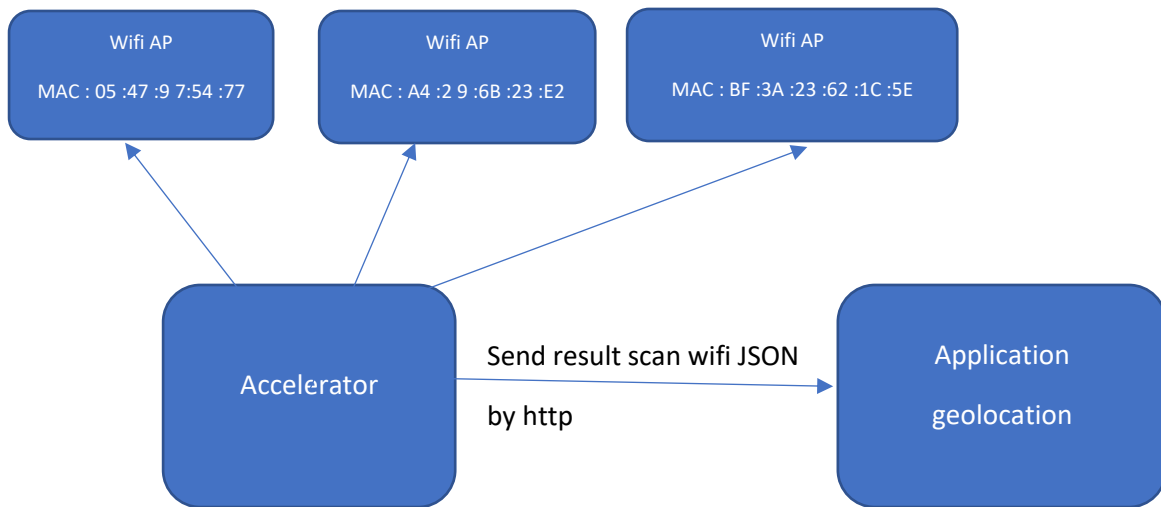 Wifi AP
MAC : 05 :47 :9 7:54 :77
Wifi AP
MAC : A4 :2 9 :6B :23 :E2
Wifi AP
MAC : BF :3A :23 :62 :1C :5E
Accelerator
Send result scan wifi JSON
by http
Application
geolocation